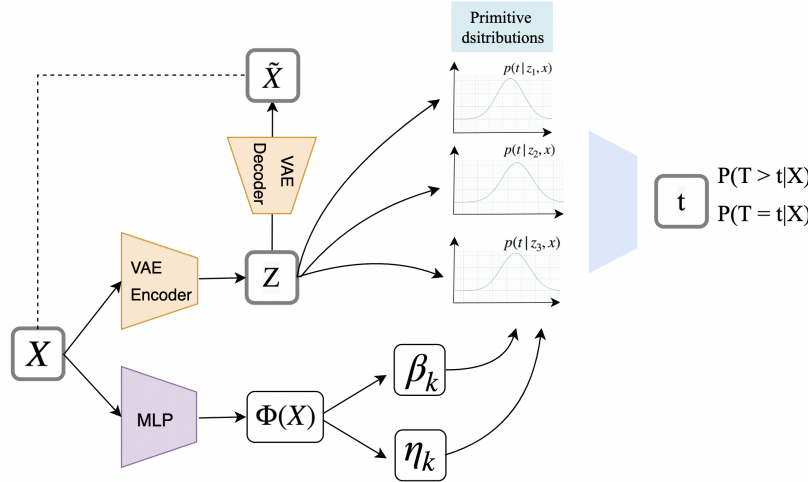 Primitive
dsitributions
X̃
p(t|z₁,x)
VAE
Decoder
p(t|z₂,x)
t
P(T > t|X)
P(T = t|X)
VAE
Encoder
Z
p(t|z₃,x)
X
βₖ
MLP
Φ(X)
ηₖ